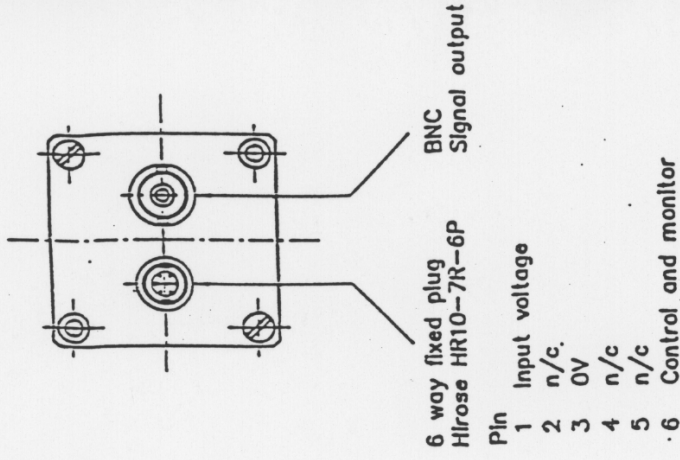 BNC
Signal output
6 way fixed plug
Hirose HR10-7R-6P
Pin
1 Input voltage
2 n/c.
3 0V
4 n/c
5 n/c
6 Control and monitor